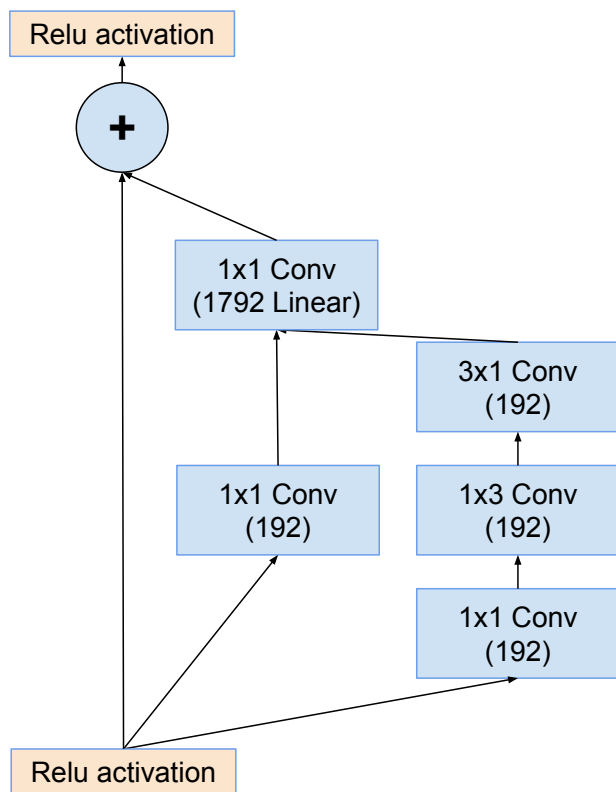 Relu activation
+
1x1 Conv
(1792 Linear)
3x1 Conv
(192)
1x1 Conv
(192)
1x3 Conv
(192)
1x1 Conv
(192)
Relu activation